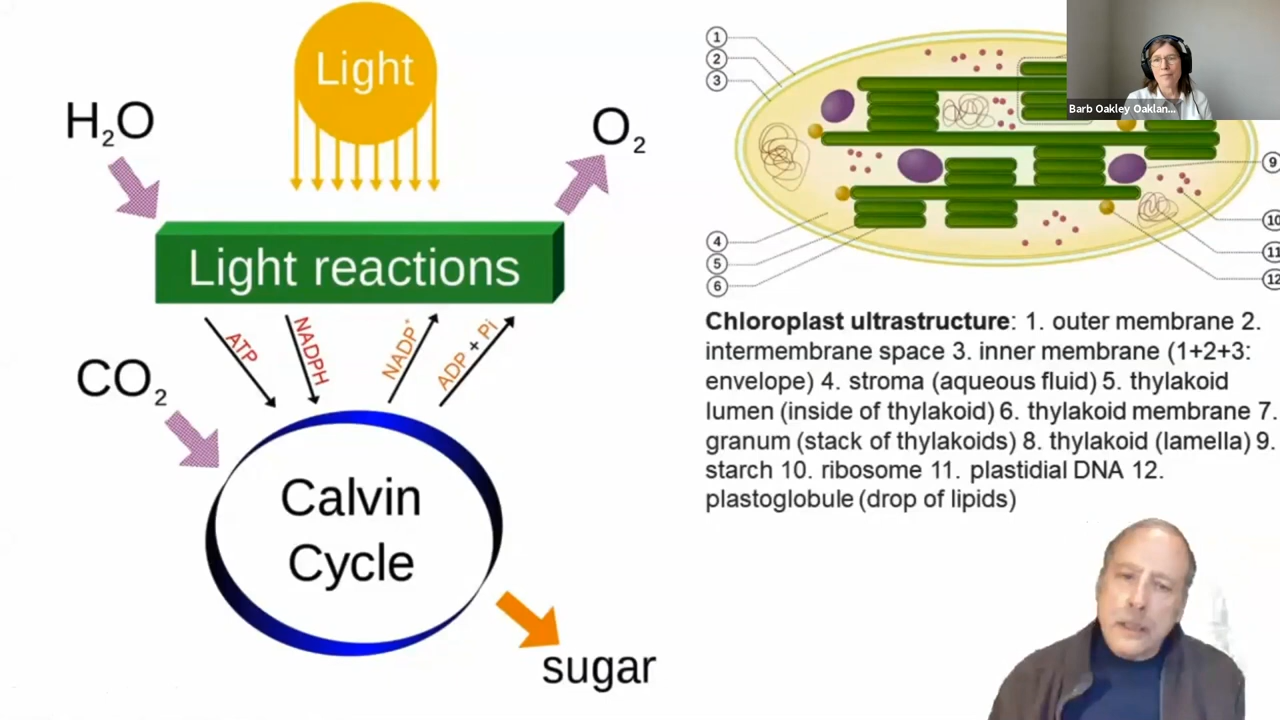 Light
H₂O
O₂
Light reactions
ATP
NADPH
NADP⁺
ADP + Pi
CO₂
Calvin
Cycle
sugar
1
2
3
4
5
6
9
10
11
12
Barb Oakley Oaklan...
Chloroplast ultrastructure: 1. outer membrane 2.
intermembrane space 3. inner membrane (1+2+3:
envelope) 4. stroma (aqueous fluid) 5. thylakoid
lumen (inside of thylakoid) 6. thylakoid membrane 7.
granum (stack of thylakoids) 8. thylakoid (lamella) 9.
starch 10. ribosome 11. plastidial DNA 12.
plastoglobule (drop of lipids)